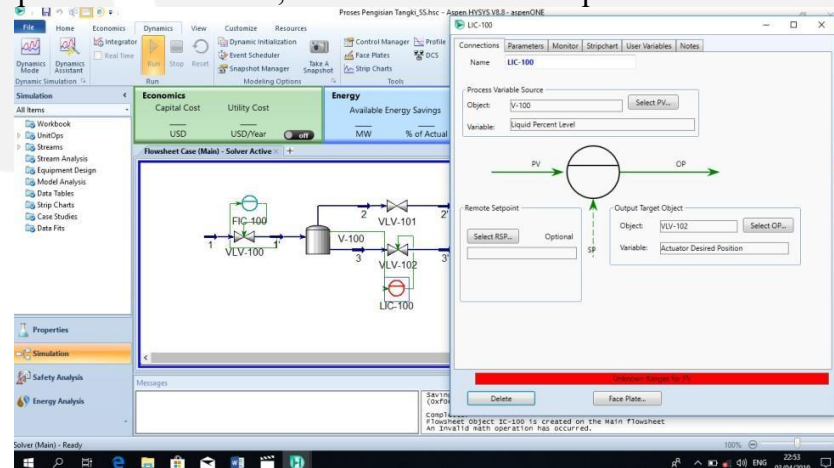 Proses Pengisian Tangki_SS.hsc - Aspen HYSYS V8.8 - aspenONE
File Home Economics Dynamics View Customize Resources
Dynamics Mode
Dynamics Assistant
Integrator
Real Time
Run Stop Reset
Dynamic Initialization
Event Scheduler
Snapshot Manager
Take A Snapshot
Control Manager
Face Plates
Strip Charts
Profile
DCS
Dynamic Simulation
Run
Modeling Options
Tools
Simulation
All Items
Workbook
UnitOps
Streams
Stream Analysis
Equipment Design
Model Analysis
Data Tables
Strip Charts
Case Studies
Data Fits
Properties
Simulation
Safety Analysis
Energy Analysis
Economics
Capital Cost Utility Cost
USD USD/Year off
Energy
Available Energy Savings
MW % of Actual
Flowsheet Case (Main) - Solver Active
FIC-100
1 1'
VLV-100
V-100
2 2'
VLV-101
3 3'
VLV-102
LIC-100
Messages
Flowsheet Object IC-100 is created on the Main flowsheet
An Invalid math operation has occurred.
LIC-100
Connections Parameters Monitor Stripchart User Variables Notes
Name LIC-100
Process Variable Source
Object: V-100 Select PV...
Variable: Liquid Percent Level
PV OP
SP
Remote Setpoint
Select RSP... Optional
Output Target Object
Object: VLV-102 Select OP...
Variable: Actuator Desired Position
Unknown Ranges for PV
Delete Face Plate...
Solver (Main) - Ready
100%
ENG
22:53
03/04/2019